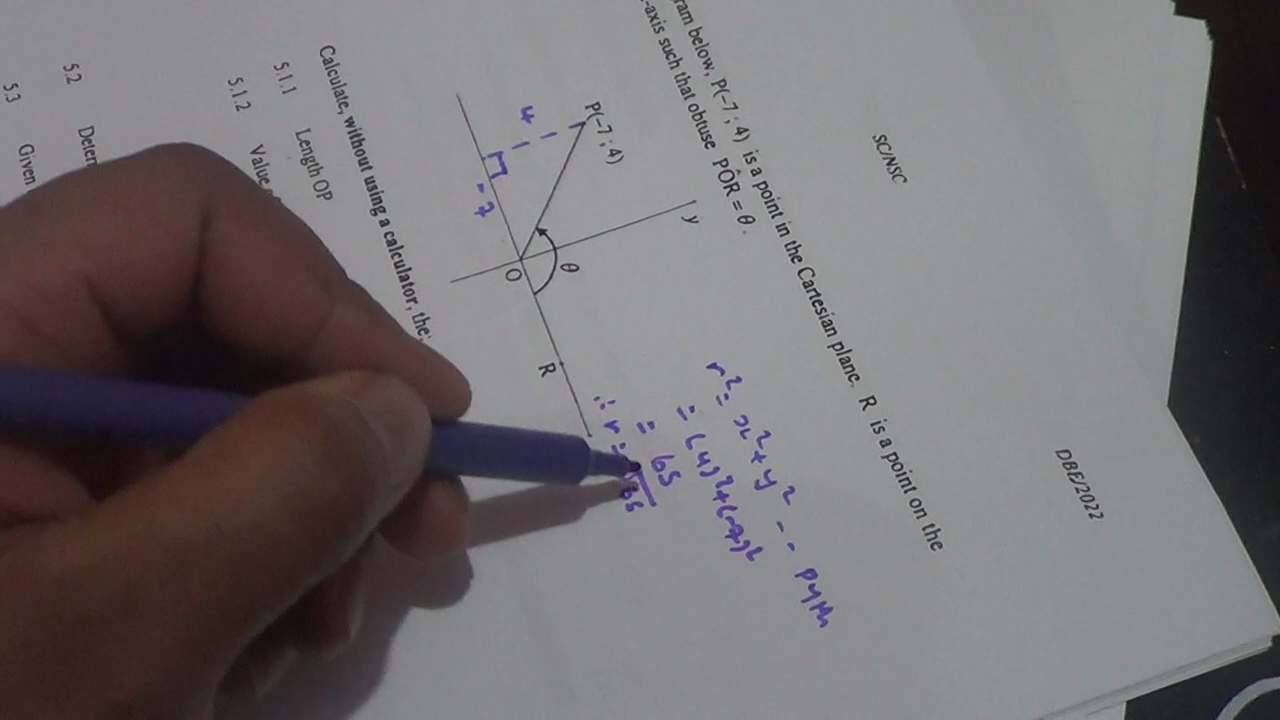 SC/NSC
DBE/2022
below, P(−7 ; 4) is a point in the Cartesian plane. R is a point on the
-axis such that obtuse PÔR = θ.
y
P(−7 ; 4)
θ
O
R
4
-7
r² = x² + y² -- Pyth
= (4)² + (-7)²
= 65
∴ r = √65
Calculate, without using a calculator, the:
5.1.1 Length OP
5.1.2 Value
5.2
5.3 Given